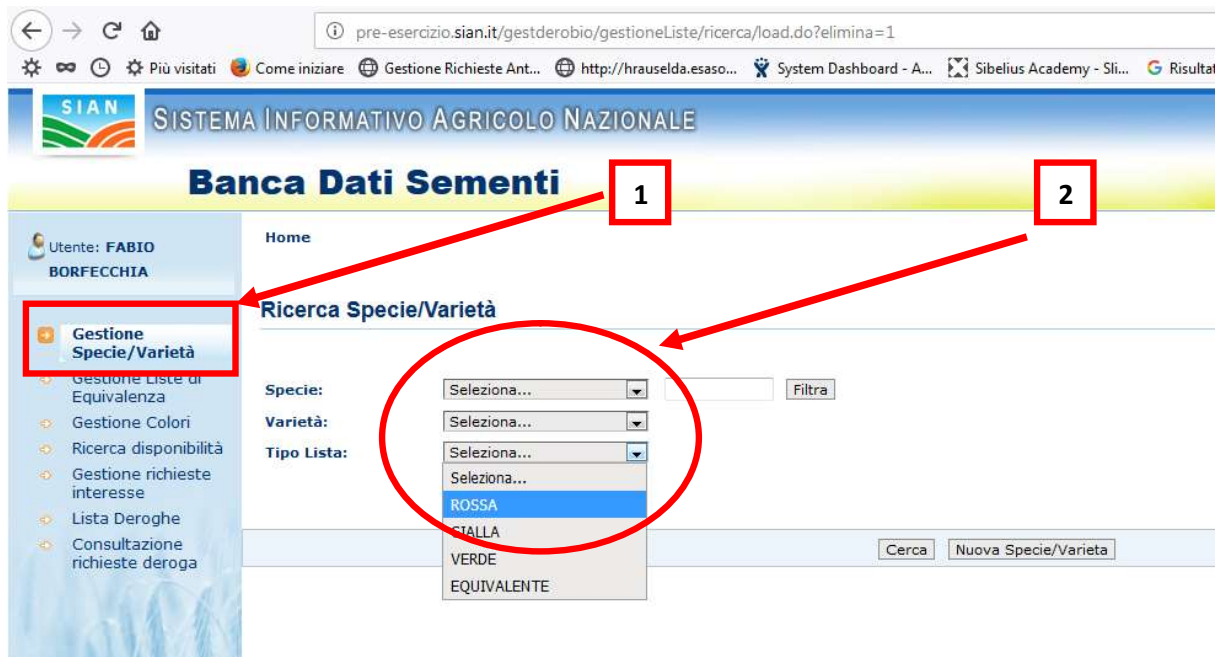 pre-esercizio.sian.it/gestderobio/gestioneListe/ricerca/load.do?elimina=1
Più visitati Come iniziare Gestione Richieste Ant... http://hrauselda.esaso... System Dashboard - A... Sibelius Academy - Sli... G Risultat
SIAN
SISTEMA INFORMATIVO AGRICOLO NAZIONALE
Banca Dati Sementi
1
2
Utente: FABIO
BORFECCHIA
Home
Ricerca Specie/Varietà
Gestione
Specie/Varietà
Gestione Liste di
Equivalenza
Gestione Colori
Ricerca disponibilità
Gestione richieste
interesse
Lista Deroghe
Consultazione
richieste deroga
Specie: Seleziona... Filtra
Varietà: Seleziona...
Tipo Lista: Seleziona...
Seleziona...
ROSSA
GIALLA
VERDE
EQUIVALENTE
Cerca Nuova Specie/Varieta